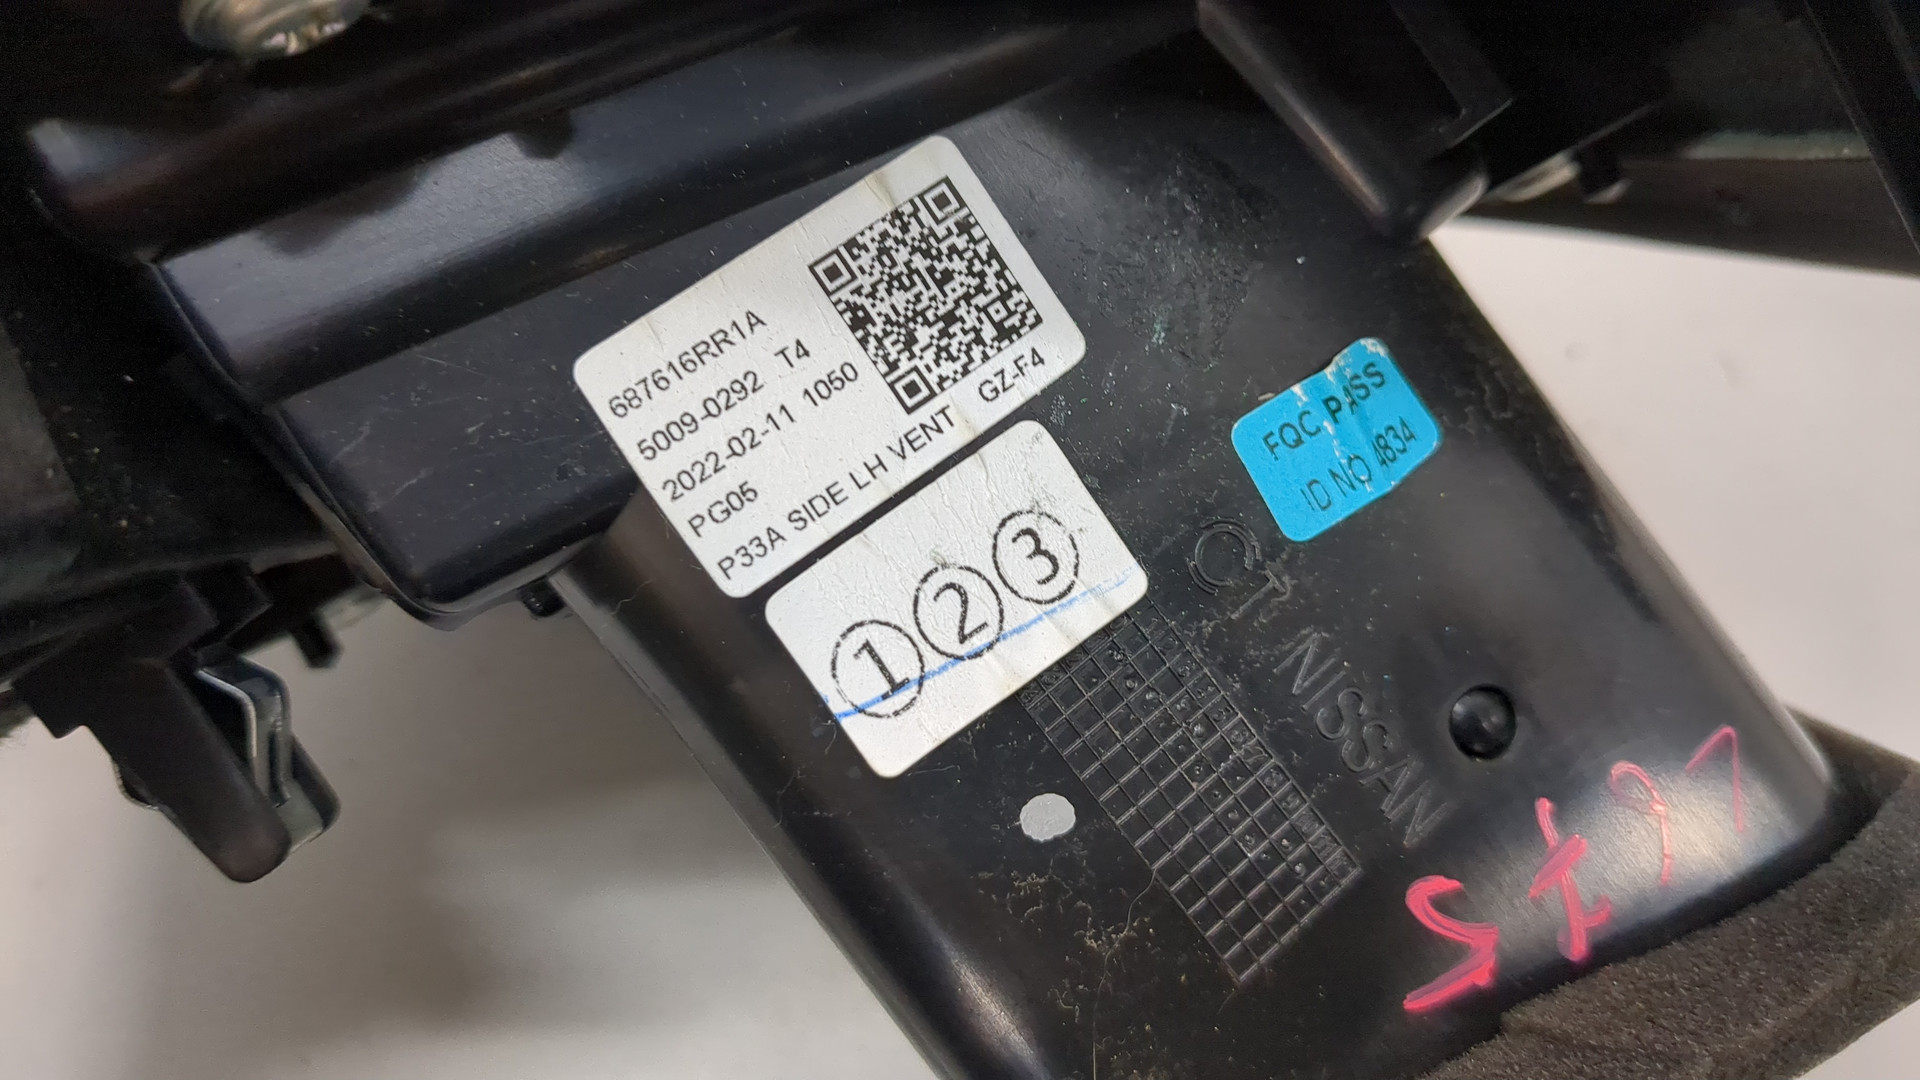 687616RR1A
5009-0292 T4
2022-02-11 1050
PG05
P33A SIDE LH VENT GZ-F4
① ② ③
FQC PASS
ID NO 4834
NISSAN